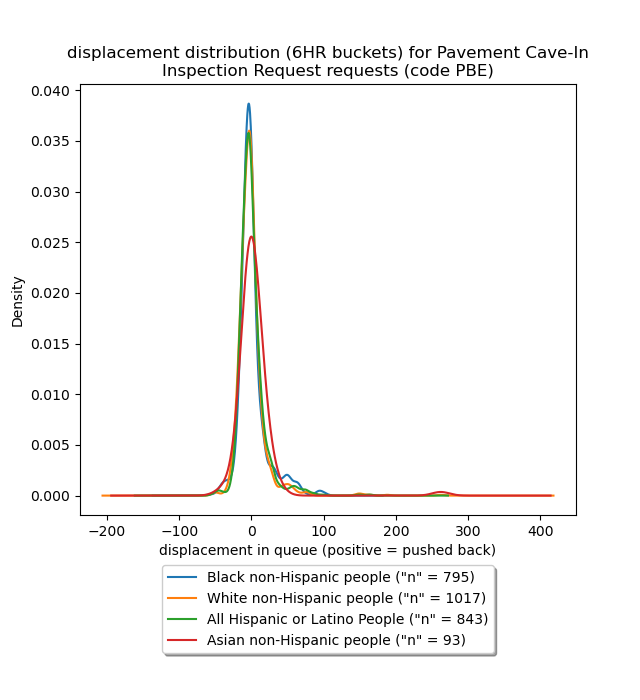 displacement distribution (6HR buckets) for Pavement Cave-In
Inspection Request requests (code PBE)
0.040
0.035
0.030
0.025
0.020
0.015
0.010
0.005
0.000
Density
−200
−100
0
100
200
300
400
displacement in queue (positive = pushed back)
Black non-Hispanic people ("n" = 795)
White non-Hispanic people ("n" = 1017)
All Hispanic or Latino People ("n" = 843)
Asian non-Hispanic people ("n" = 93)